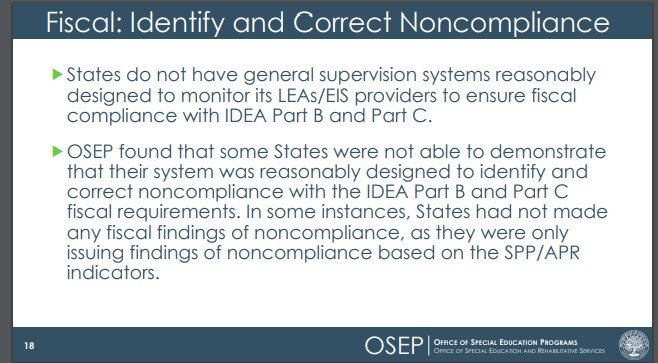 Fiscal: Identify and Correct Noncompliance
States do not have general supervision systems reasonably
designed to monitor its LEAs/EIS providers to ensure fiscal
compliance with IDEA Part B and Part C.
OSEP found that some States were not able to demonstrate
that their system was reasonably designed to identify and
correct noncompliance with the IDEA Part B and Part C
fiscal requirements. In some instances, States had not made
any fiscal findings of noncompliance, as they were only
issuing findings of noncompliance based on the SPP/APR
indicators.
18
OSEP
OFFICE OF SPECIAL EDUCATION PROGRAMS
OFFICE OF SPECIAL EDUCATION AND REHABILITATIVE SERVICES